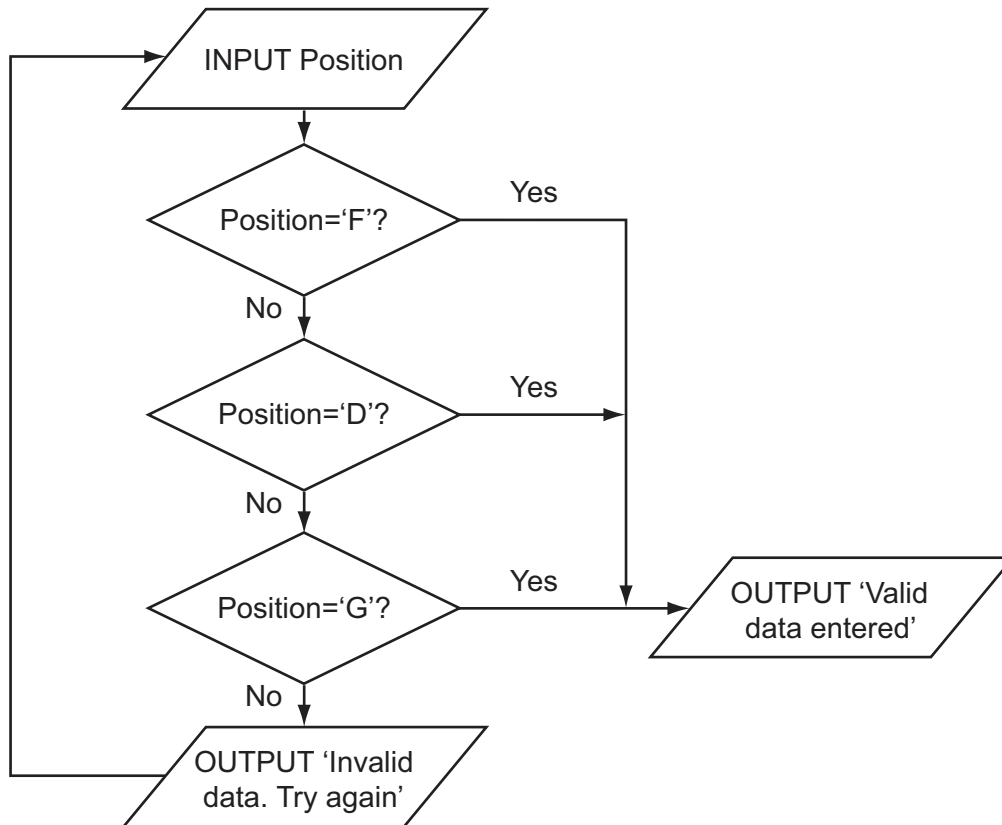 INPUT Position
Yes
Position=‘F’?
No
Yes
Position=‘D’?
No
Yes
Position=‘G’?
OUTPUT ‘Valid
data entered’
No
OUTPUT ‘Invalid
data. Try again’